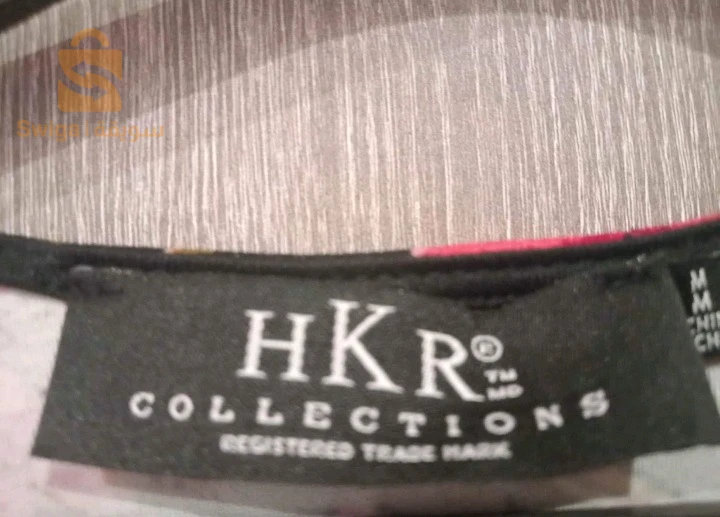 HKR®
TM
MD
COLLECTIONS
REGISTERED TRADE MARK
M
M